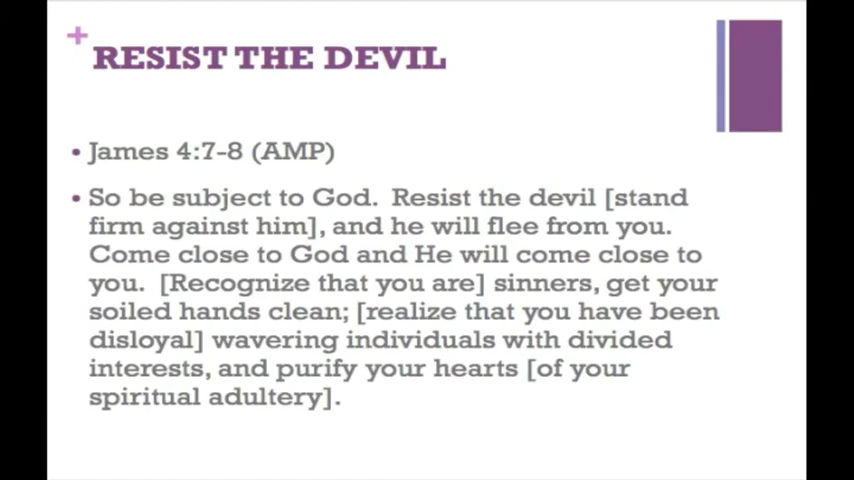 +
RESIST THE DEVIL
• James 4:7-8 (AMP)
• So be subject to God.  Resist the devil [stand
firm against him], and he will flee from you.
Come close to God and He will come close to
you.  [Recognize that you are] sinners, get your
soiled hands clean; [realize that you have been
disloyal] wavering individuals with divided
interests, and purify your hearts [of your
spiritual adultery].